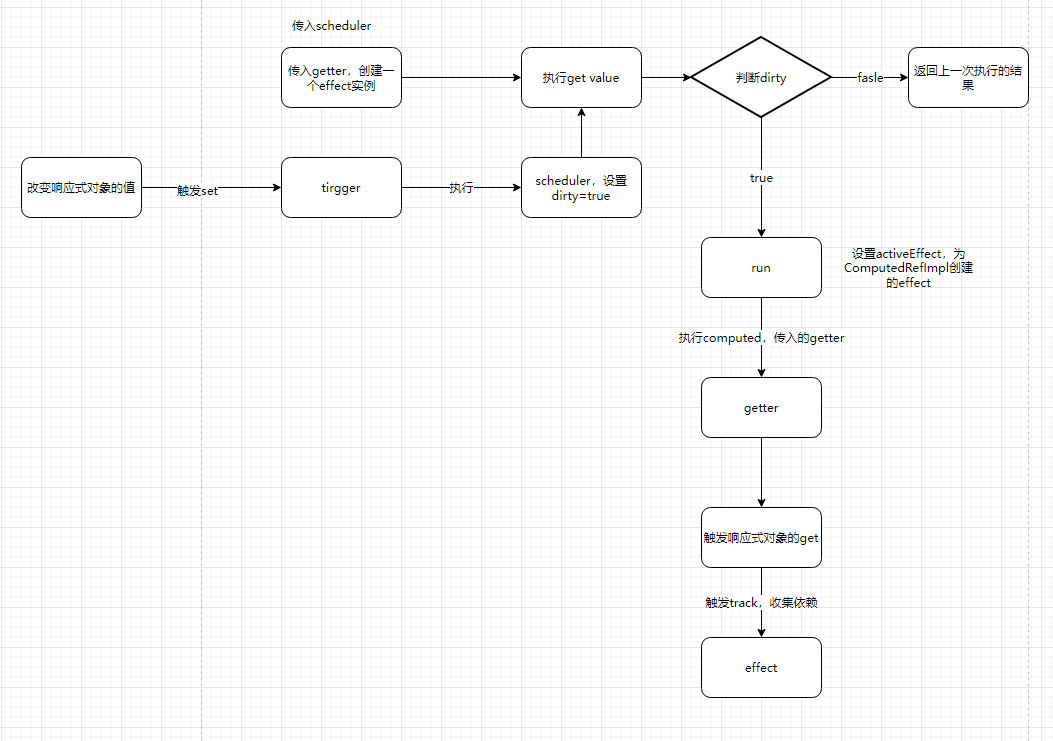 传入scheduler
传入getter，创建一
个effect实例
执行get value
判断dirty
fasle
返回上一次执行的结
果
改变响应式对象的值
触发set
tirgger
执行
scheduler，设置
dirty=true
true
run
设置activeEffect，为
ComputedRefImpl创建
的effect
执行computed，传入的getter
getter
触发响应式对象的get
触发track，收集依赖
effect